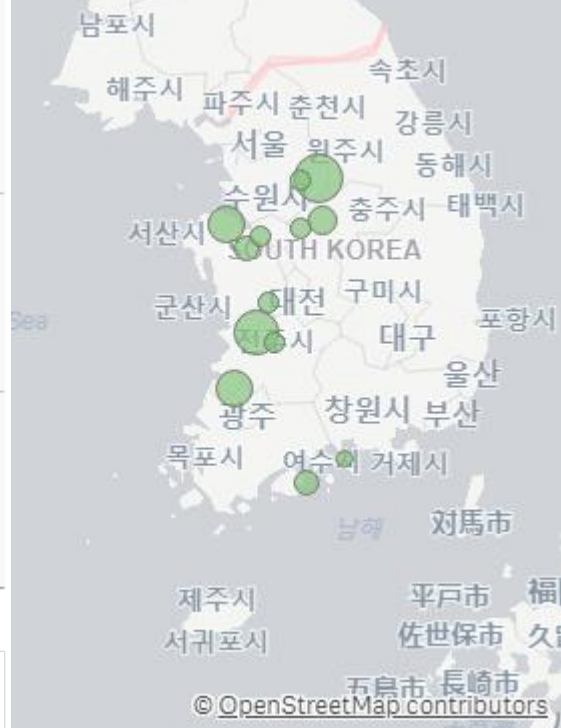 남포시
속초시
해주시
파주시 춘천시
강릉시
서울 원주시
동해시
수원시
충주시 태백시
서산시
SOUTH KOREA
구미시
대전
군산시
Sea
포항시
전주시 대구
울산
창원시 부산
광주
목포시 여수시 거제시
対馬市
남해
제주시
平戸市
佐世保市
서귀포시
五島市 長崎市
© OpenStreetMap contributors